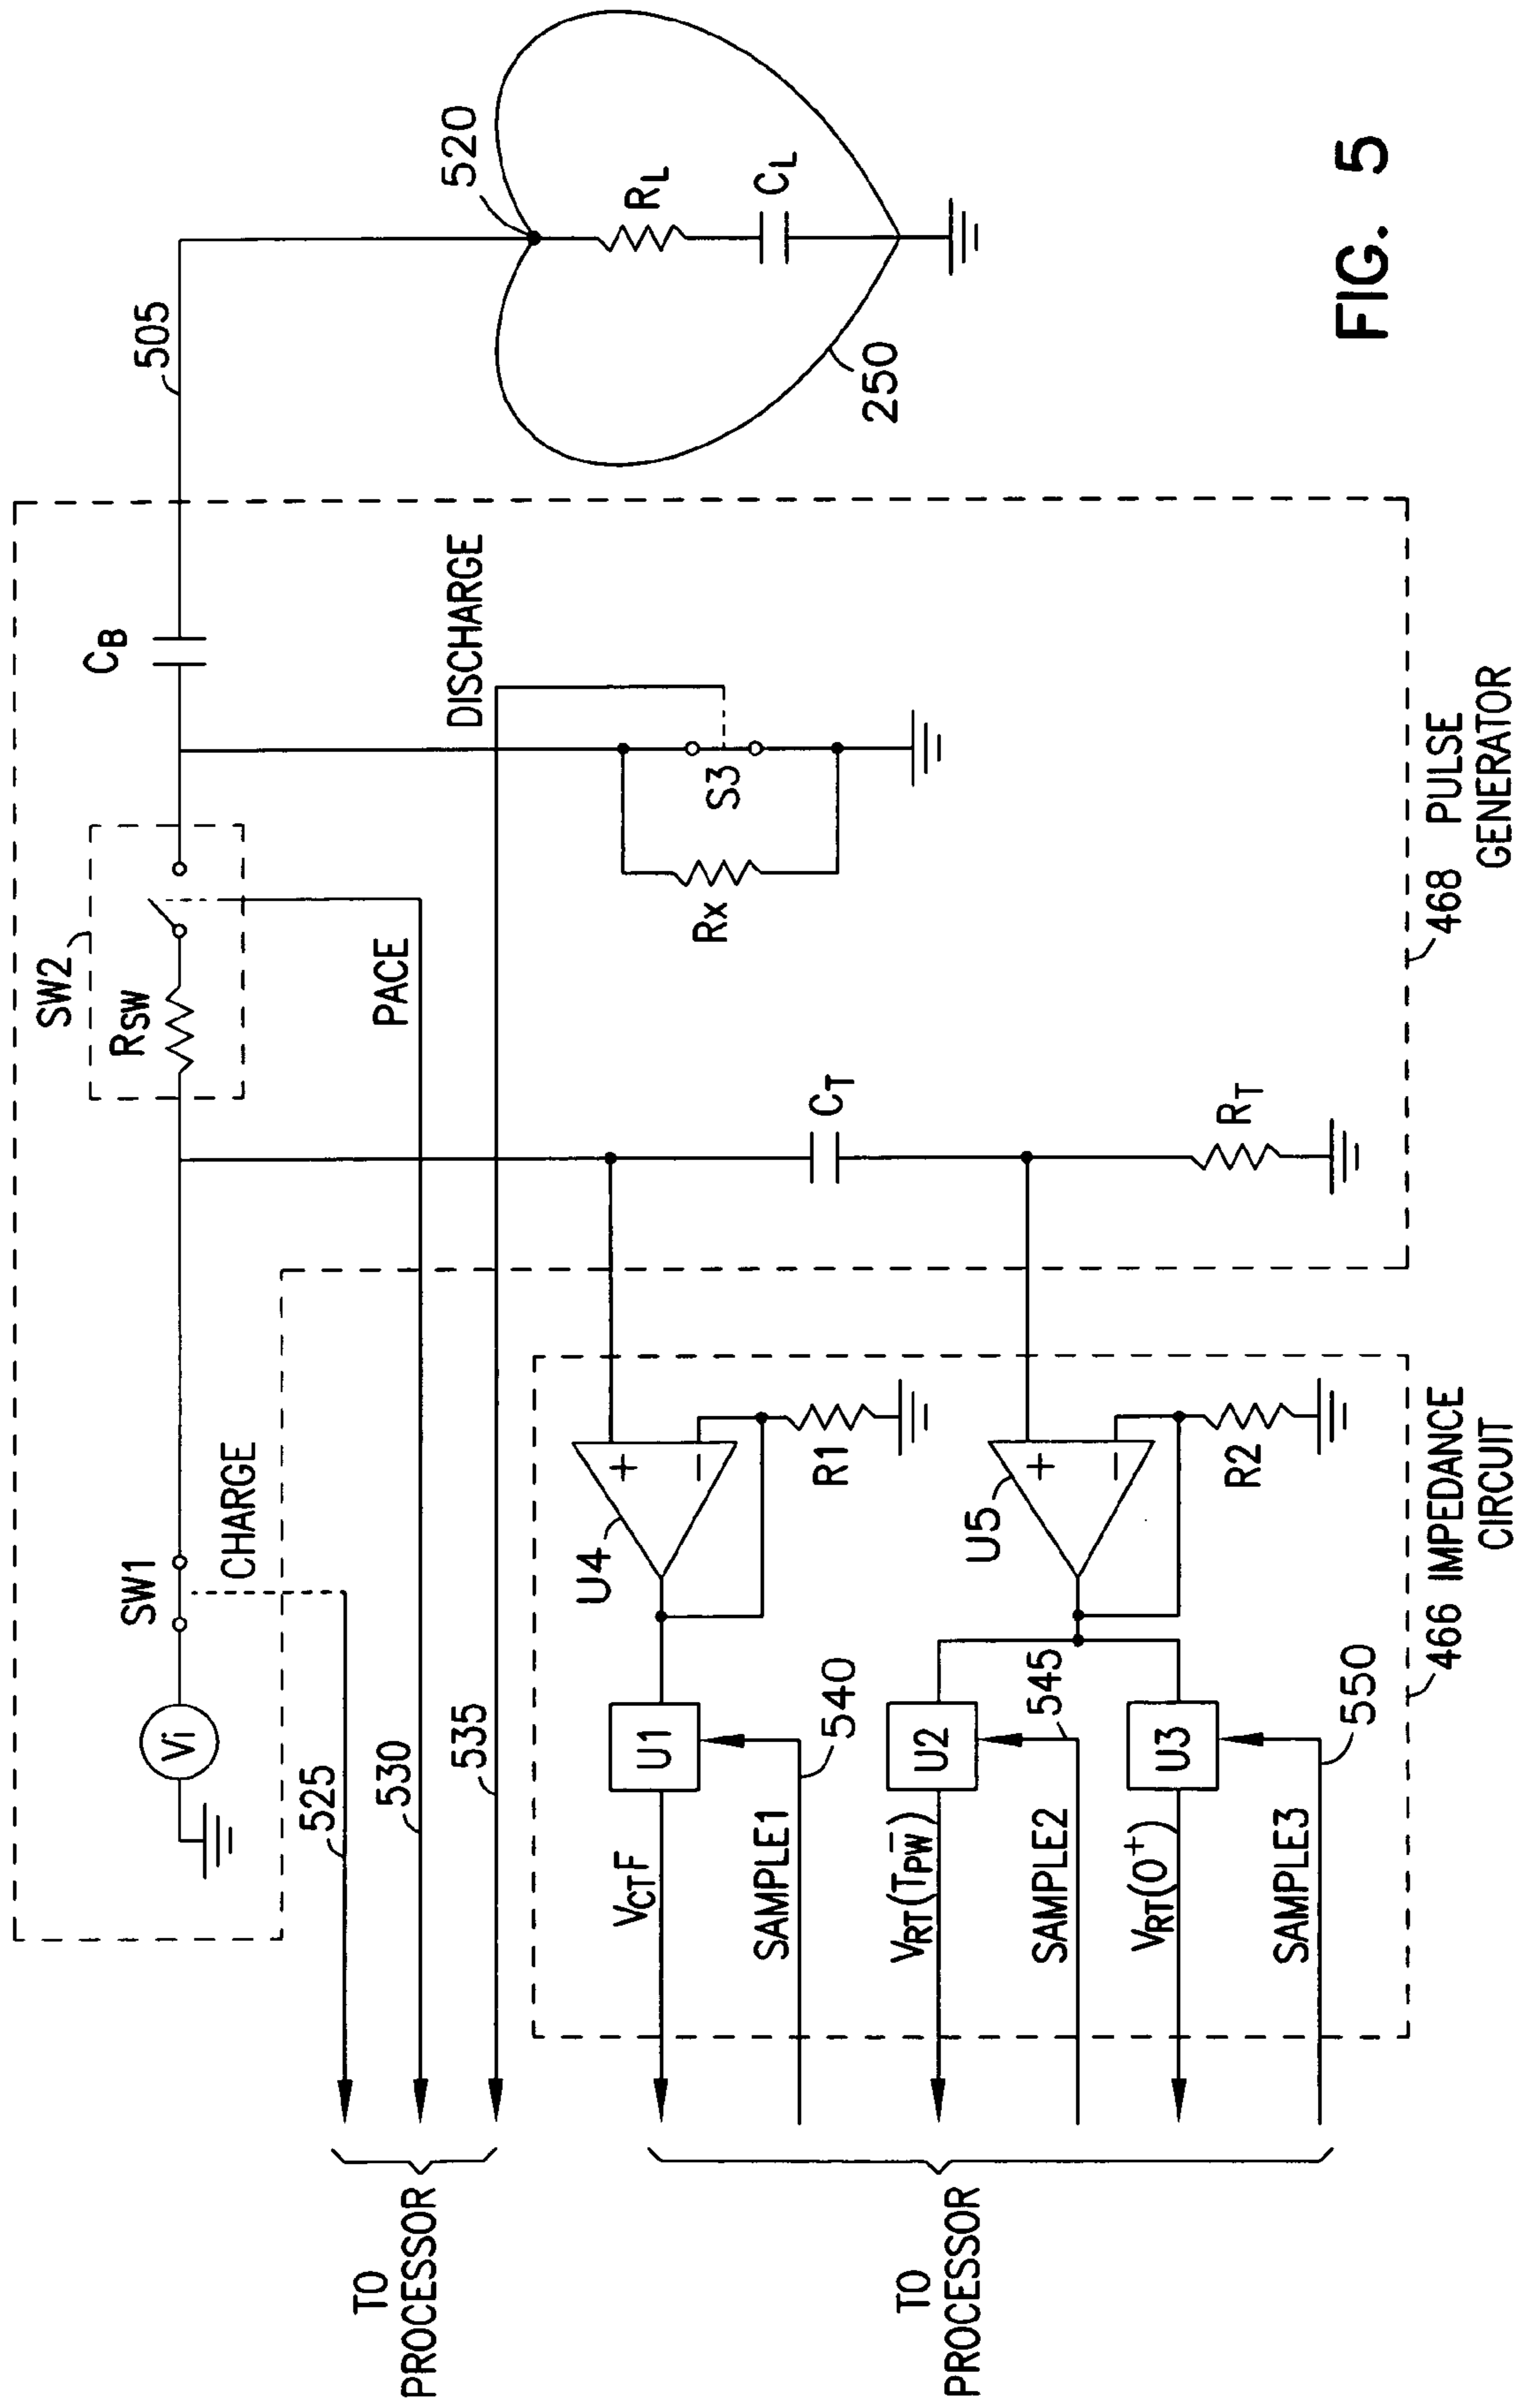 TO
PROCESSOR
525
530
535
Vi
SW1
CHARGE
SW2
RSW
PACE
CB
DISCHARGE
S3
Rx
CT
RT
505
520
RL
CL
250
TO
PROCESSOR
VCTF
SAMPLE1
540
U1
U4
+
−
R1
VRT(TPW⁻)
SAMPLE2
545
U2
VRT(0⁺)
SAMPLE3
550
U3
U5
+
−
R2
466 IMPEDANCE
CIRCUIT
468 PULSE
GENERATOR
FIG. 5